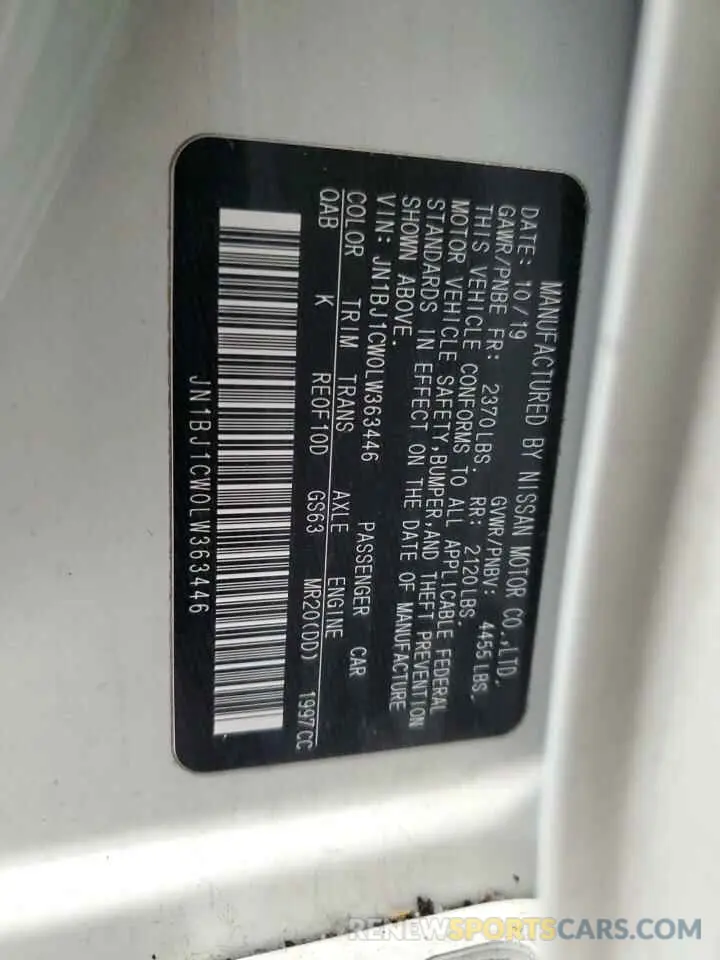 MANUFACTURED BY NISSAN MOTOR CO.,LTD.
DATE: 10/19 GVWR/PNBV: 4455LBS.
GAWR/PNBE FR: 2370LBS. RR: 2120LBS.
THIS VEHICLE CONFORMS TO ALL APPLICABLE FEDERAL
MOTOR VEHICLE SAFETY,BUMPER,AND THEFT PREVENTION
STANDARDS IN EFFECT ON THE DATE OF MANUFACTURE
SHOWN ABOVE.
VIN: JN1BJ1CW0LW363446 PASSENGER CAR
COLOR TRIM TRANS AXLE ENGINE
QAB K RE0F10D GS63 MR20(DD) 1997CC
JN1BJ1CW0LW363446
RENEWSPORTSCARS.COM